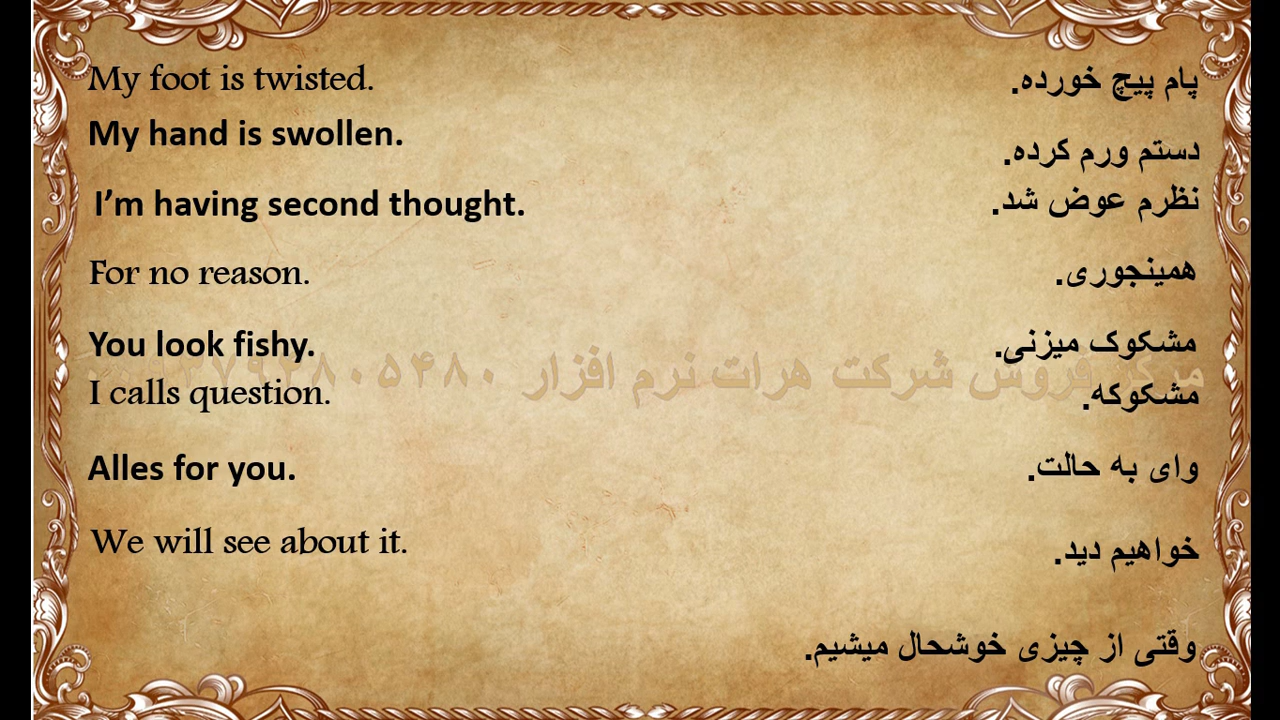 My foot is twisted. پام پیچ خورده.
My hand is swollen. دستم ورم کرده.
I’m having second thought. نظرم عوض شد.
For no reason. همینجوری.
You look fishy. مشکوک میزنی.
فروش شرکت هرات نرم افزار
I calls question. مشکوکه.
Alles for you. وای به حالت.
We will see about it. خواهیم دید.
وقتی از چیزی خوشحال میشیم.